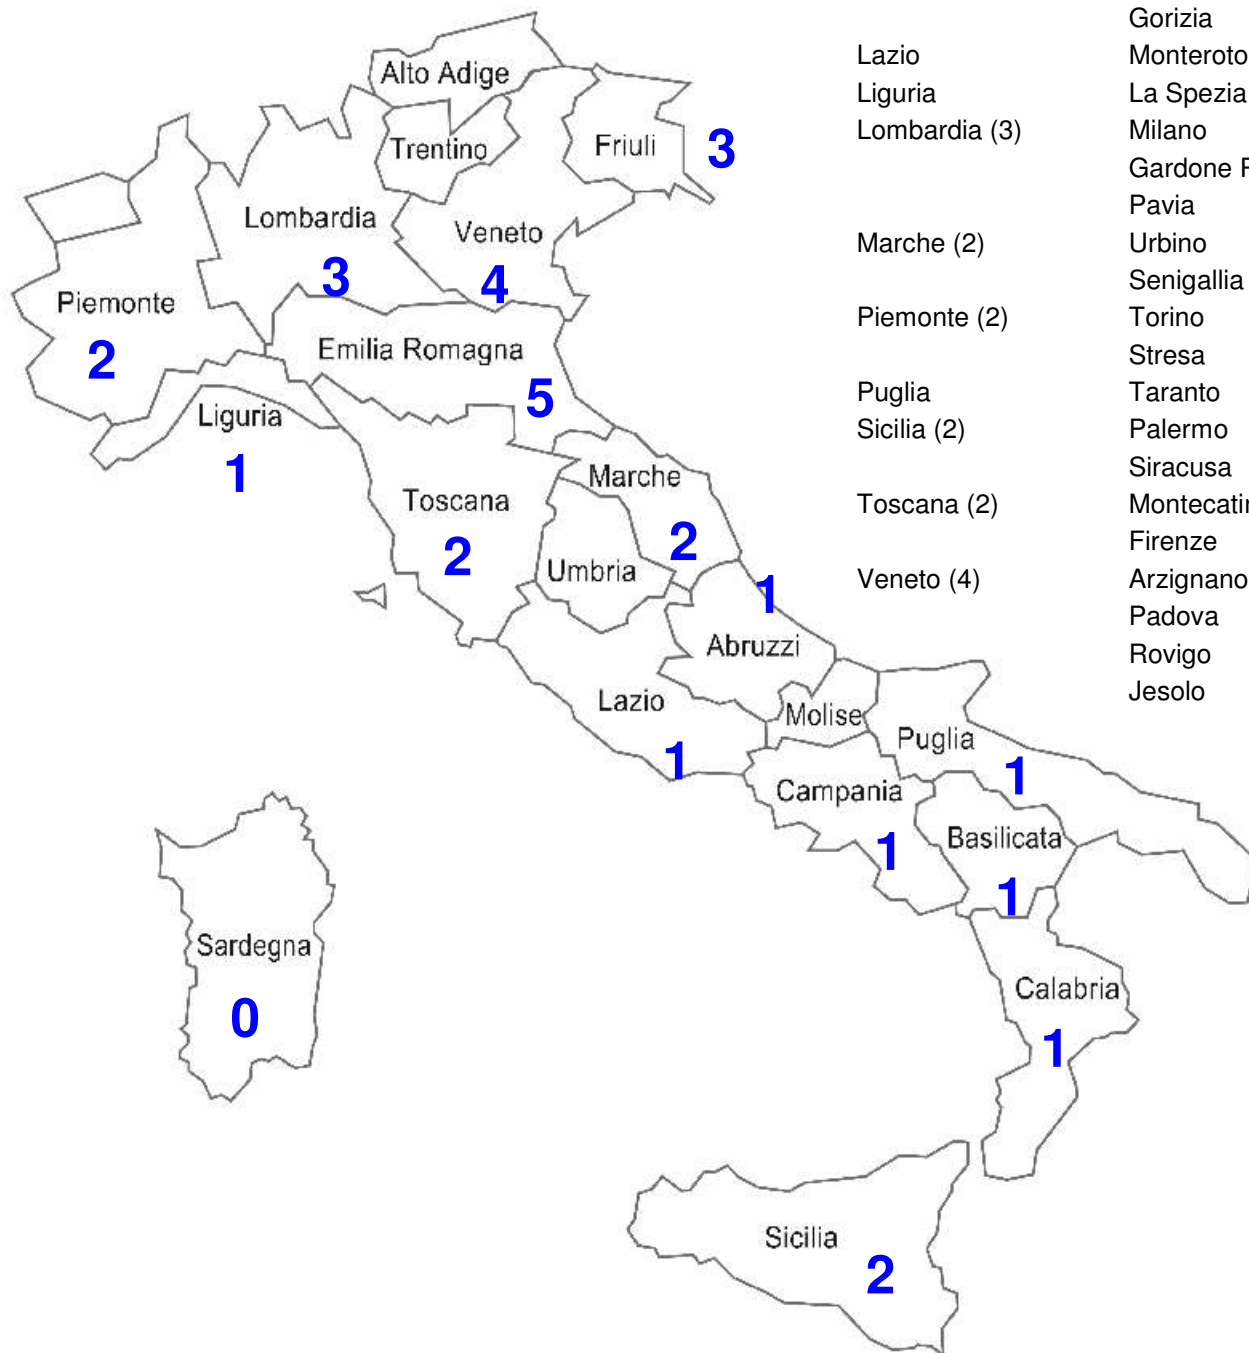 Gorizia
Lazio Monteroto
Liguria La Spezia
Lombardia (3) Milano
Gardone
Pavia
Marche (2) Urbino
Senigallia
Piemonte (2) Torino
Stresa
Puglia Taranto
Sicilia (2) Palermo
Siracusa
Toscana (2) Montecatin
Firenze
Veneto (4) Arzignano
Padova
Rovigo
Jesolo
Alto Adige
Trentino
Friuli
3
Lombardia
3
Veneto
4
Piemonte
2
Emilia Romagna
5
Liguria
1
Marche
2
Toscana
2
Umbria
1
Abruzzi
Lazio
1
Molise
Puglia
1
Campania
1
Basilicata
1
Sardegna
0
Calabria
1
Sicilia
2